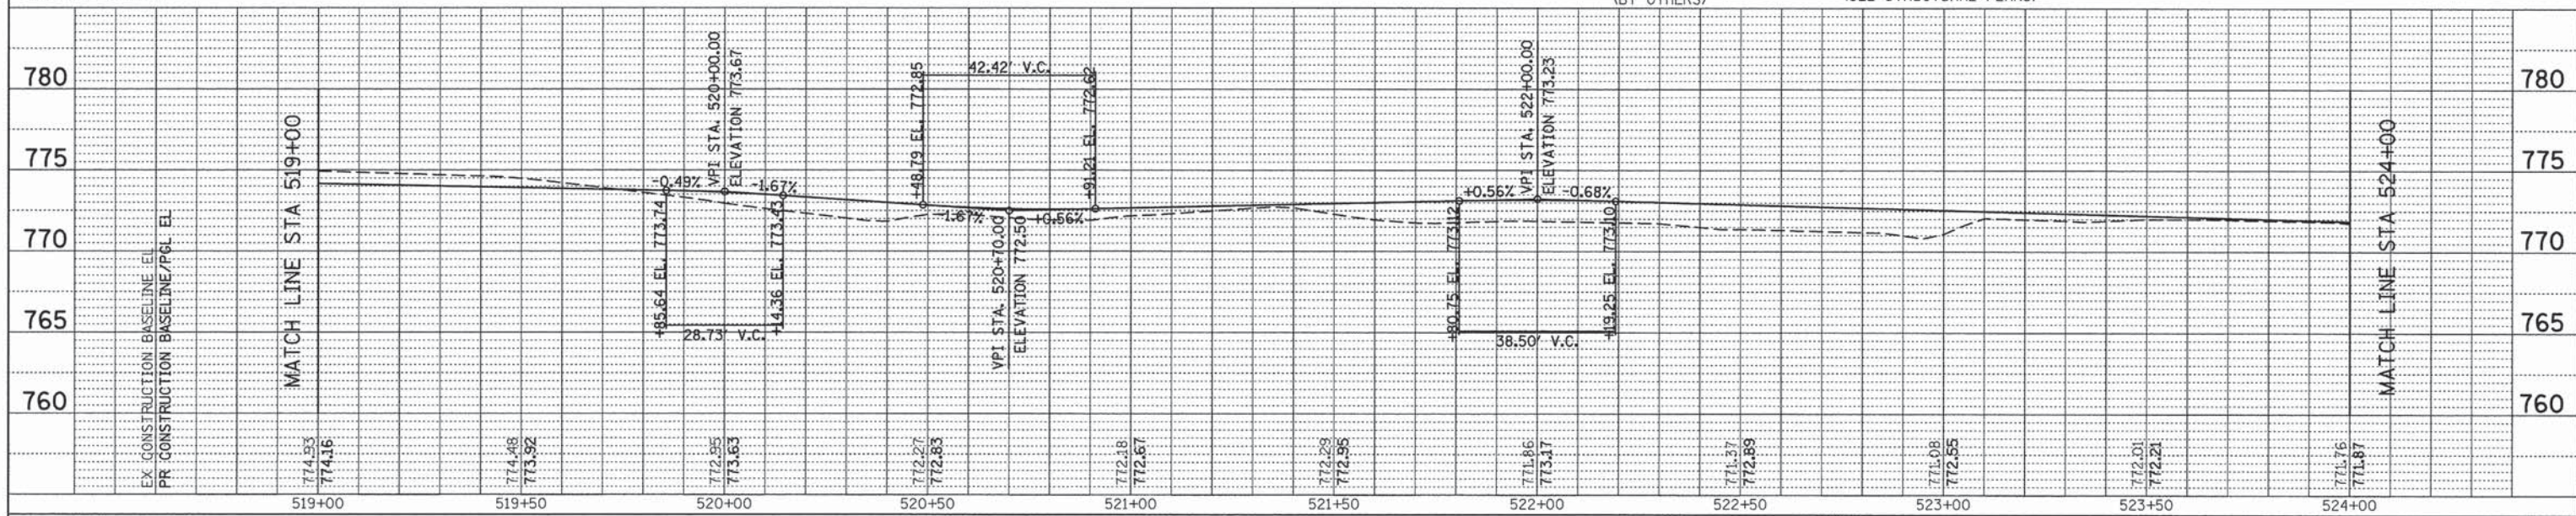 (BY OTHERS)
780
775
770
765
760
EX CONSTRUCTION BASELINE EL
PR CONSTRUCTION BASELINE/PGL EL
MATCH LINE STA 519+00
-0.49%
VPI STA. 520+00.00
ELEVATION 773.67
-1.67%
+85.64 EL. 773.74
+14.36 EL. 773.43
28.73' V.C.
+48.79 EL. 772.85
42.42' V.C.
+91.21 EL. 772.62
-1.67%
+0.56%
VPI STA. 520+70.00
ELEVATION 772.50
+0.56%
VPI STA. 522+00.00
ELEVATION 773.23
-0.68%
+80.75 EL. 773.12
+19.25 EL. 773.10
38.50' V.C.
MATCH LINE STA 524+00
780
775
770
765
760
774.93
774.16
774.48
773.92
772.95
773.63
772.27
772.83
772.18
772.67
772.29
772.95
771.86
773.17
771.37
772.89
771.08
772.55
772.01
772.21
771.76
771.87
519+00
519+50
520+00
520+50
521+00
521+50
522+00
522+50
523+00
523+50
524+00